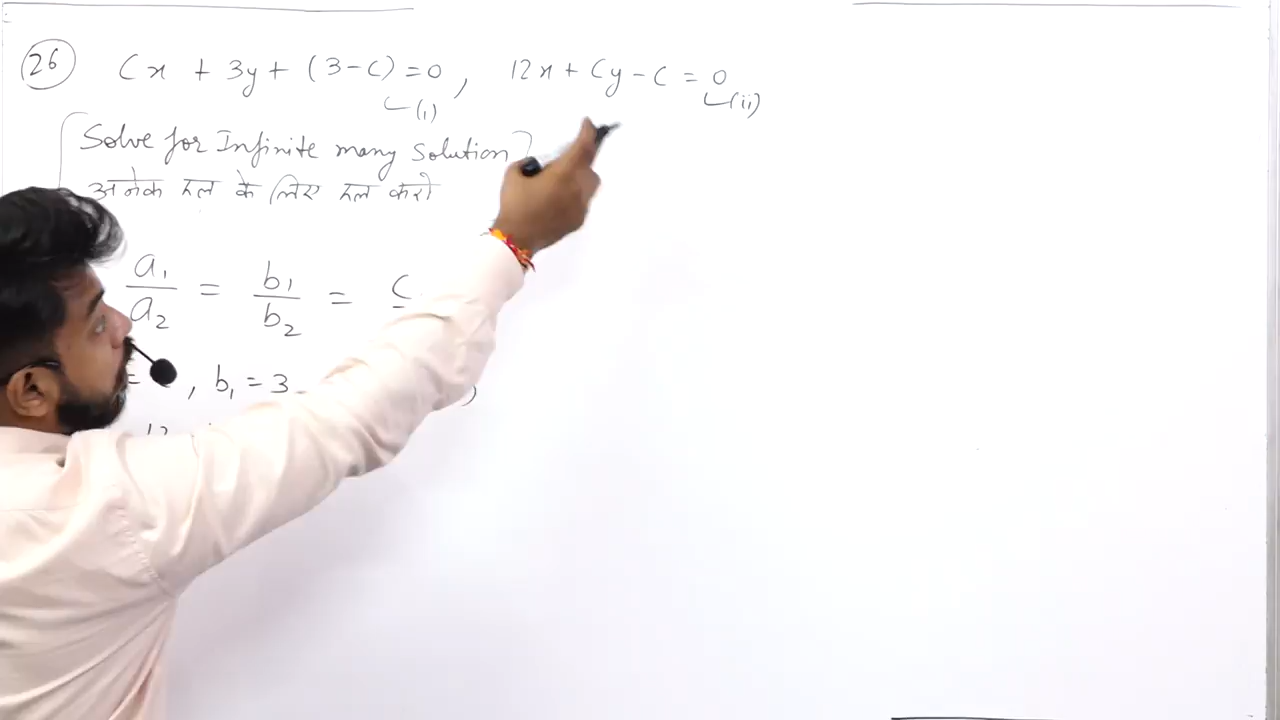 26 Cx + 3y + (3-C) = 0, 12x + Cy - C = 0
(i) (ii)
[Solve for Infinite many Solution]
अनेक हल के लिए हल करो
a₁/a₂ = b₁/b₂ = C
= , b₁ = 3 )
12